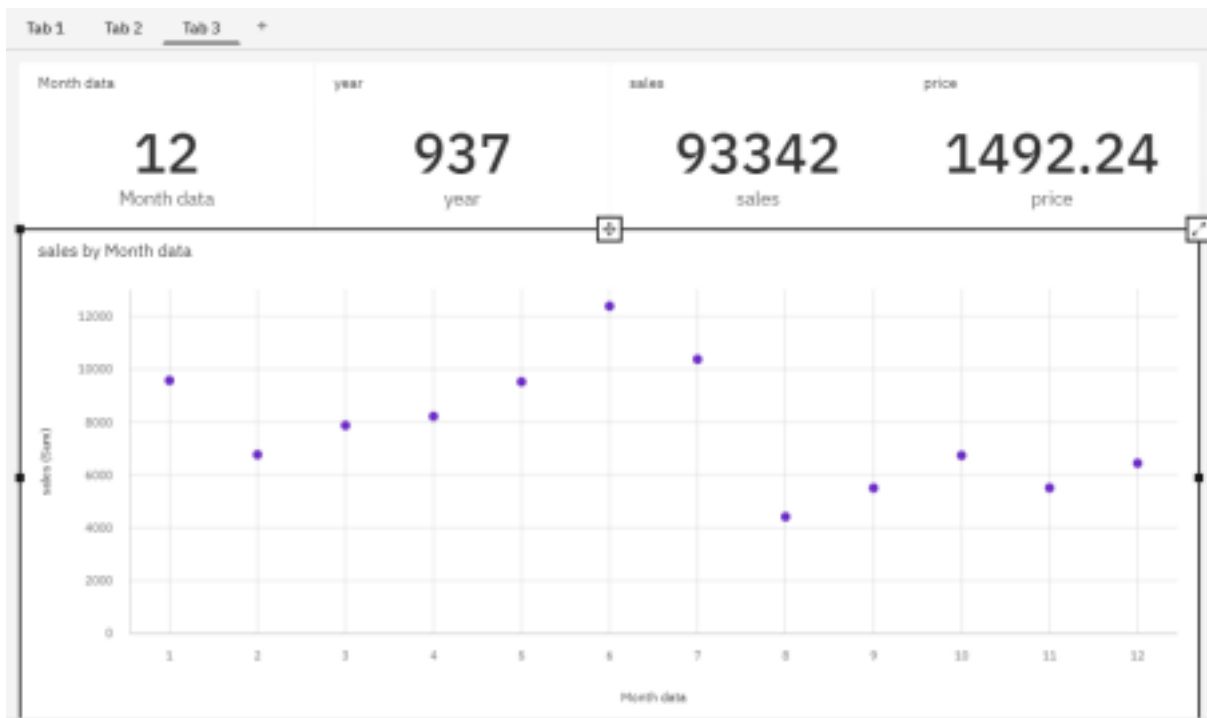 Tab 1 Tab 2 Tab 3 +
Month data year sales price
12 937 93342 1492.24
Month data year sales price
sales by Month data
12000
10000
8000
6000
4000
2000
0
sales (Sum)
1 2 3 4 5 6 7 8 9 10 11 12
Month data